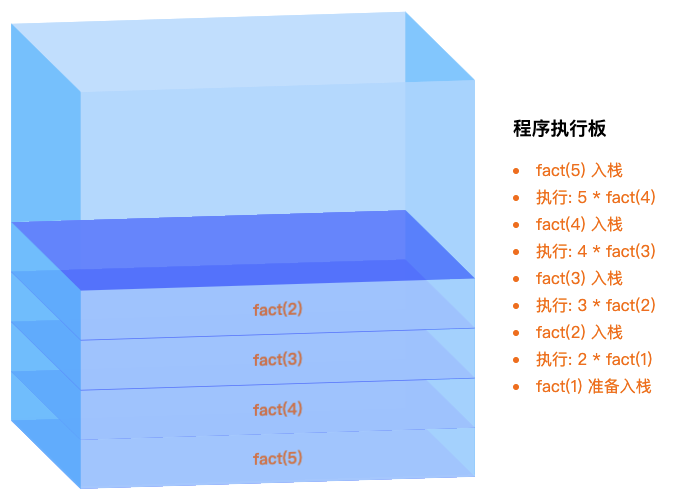 fact(2)
fact(3)
fact(4)
fact(5)
程序执行板
fact(5) 入栈
执行: 5 * fact(4)
fact(4) 入栈
执行: 4 * fact(3)
fact(3) 入栈
执行: 3 * fact(2)
fact(2) 入栈
执行: 2 * fact(1)
fact(1) 准备入栈